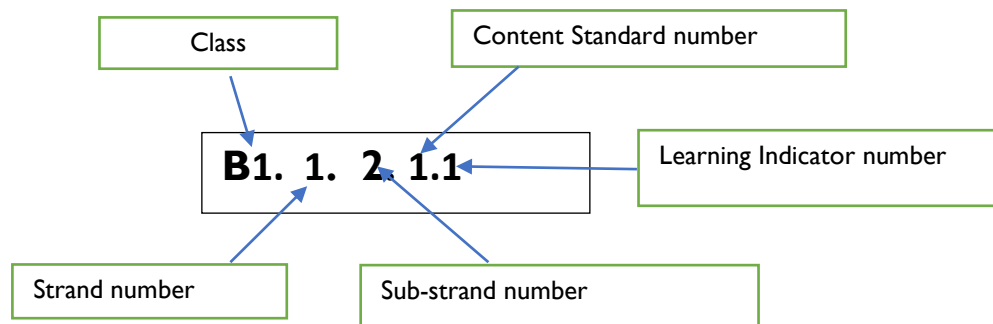 Class
Content Standard number
B1. 1. 2. 1.1
Learning Indicator number
Strand number
Sub-strand number